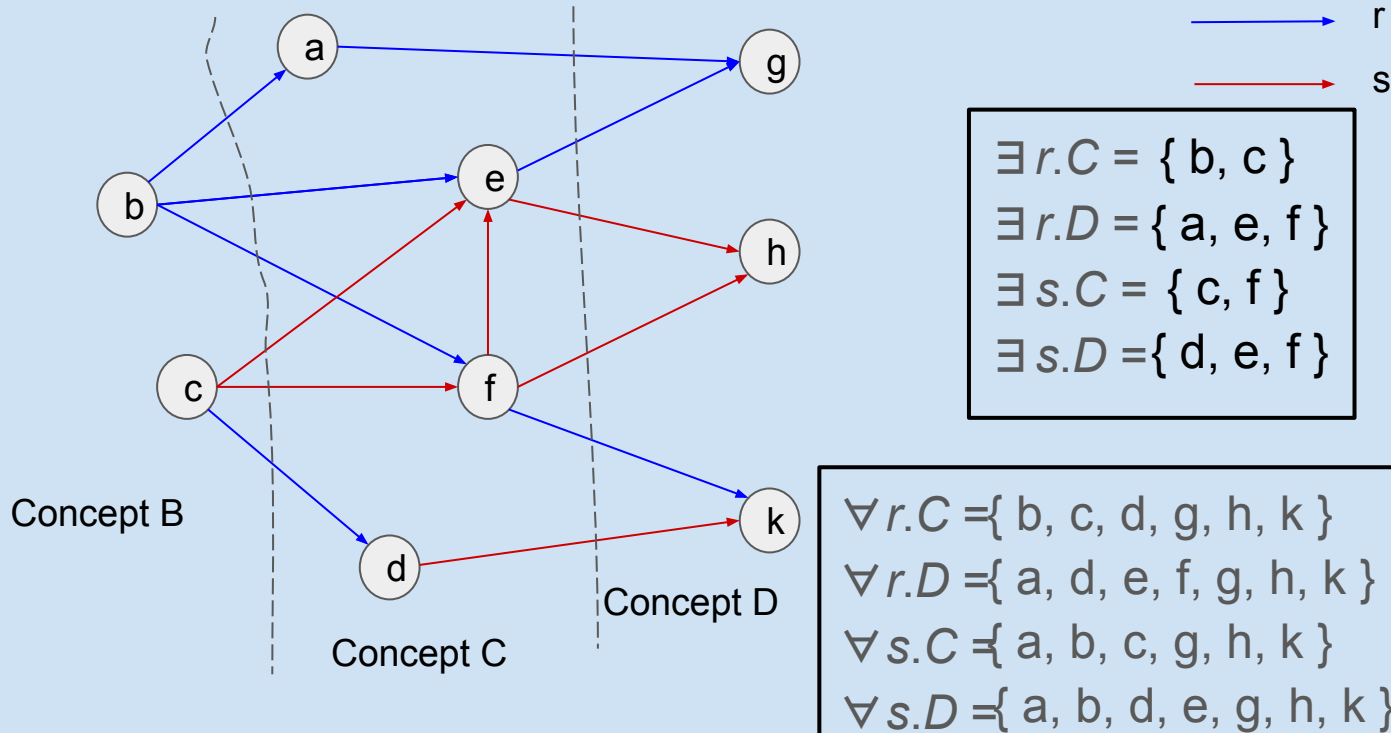 r
s
a
g
b
e
h
c
f
k
d
Concept B
Concept C
Concept D
∃ r.C = { b, c }
∃ r.D = { a, e, f }
∃ s.C = { c, f }
∃ s.D ={ d, e, f }
∀ r.C ={ b, c, d, g, h, k }
∀ r.D ={ a, d, e, f, g, h, k }
∀ s.C ={ a, b, c, g, h, k }
∀ s.D ={ a, b, d, e, g, h, k }